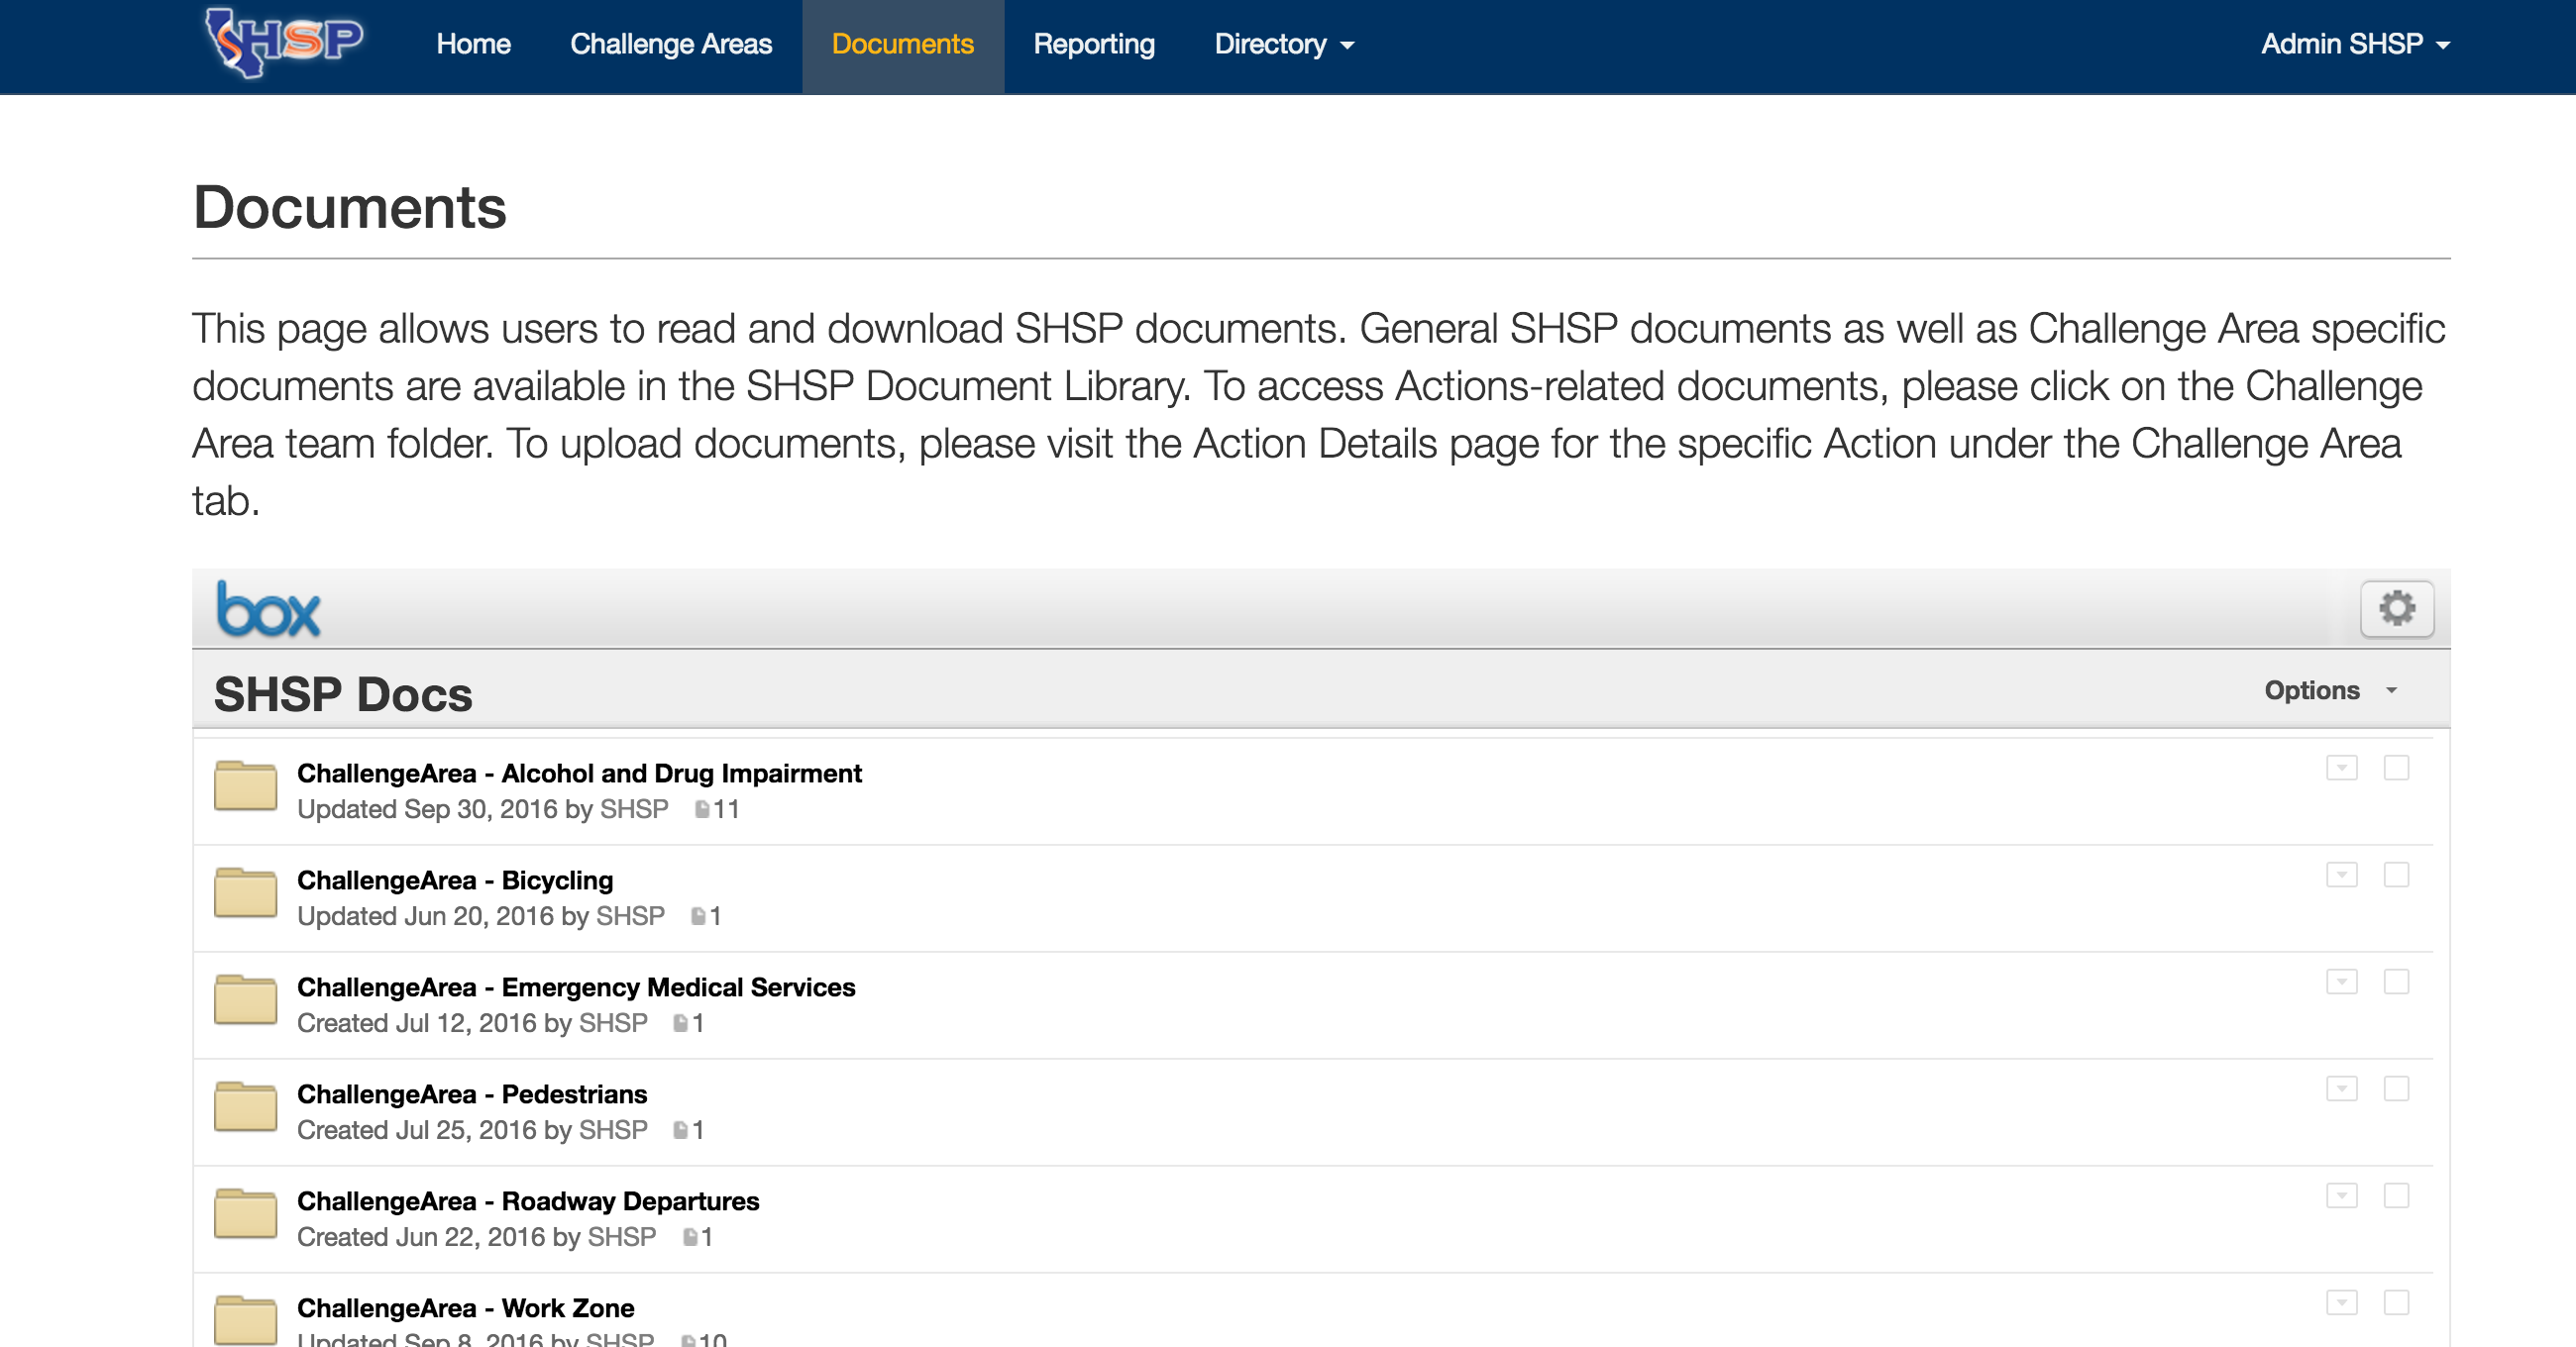 SHSP
Home
Challenge Areas
Documents
Reporting
Directory
Admin SHSP
Documents
This page allows users to read and download SHSP documents. General SHSP documents as well as Challenge Area specific
documents are available in the SHSP Document Library. To access Actions-related documents, please click on the Challenge
Area team folder. To upload documents, please visit the Action Details page for the specific Action under the Challenge Area
tab.
box
SHSP Docs
Options
ChallengeArea - Alcohol and Drug Impairment
Updated Sep 30, 2016 by SHSP 11
ChallengeArea - Bicycling
Updated Jun 20, 2016 by SHSP 1
ChallengeArea - Emergency Medical Services
Created Jul 12, 2016 by SHSP 1
ChallengeArea - Pedestrians
Created Jul 25, 2016 by SHSP 1
ChallengeArea - Roadway Departures
Created Jun 22, 2016 by SHSP 1
ChallengeArea - Work Zone
Updated Sep 8, 2016 by SHSP 10